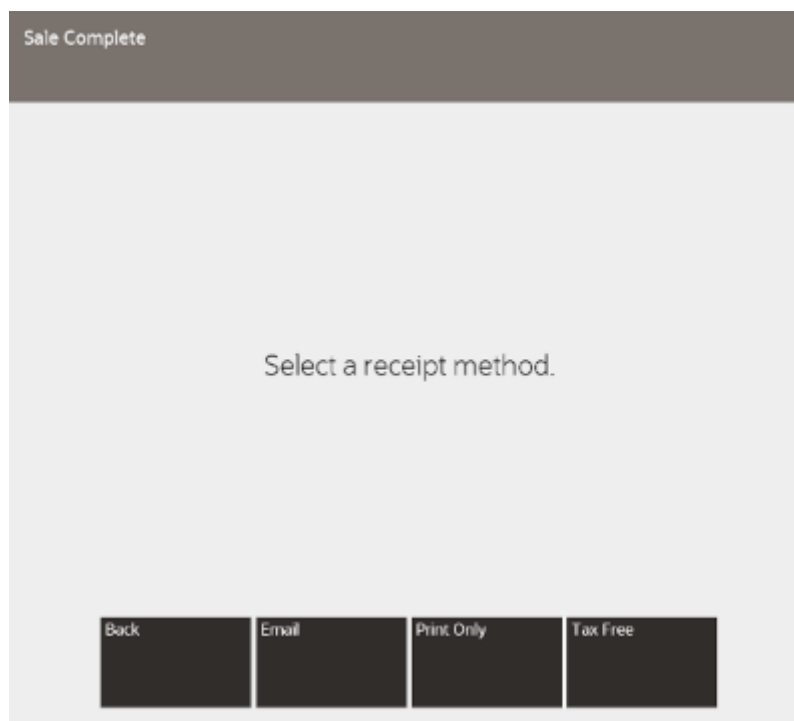 Sale Complete
Select a receipt method.
Back
Email
Print Only
Tax Free